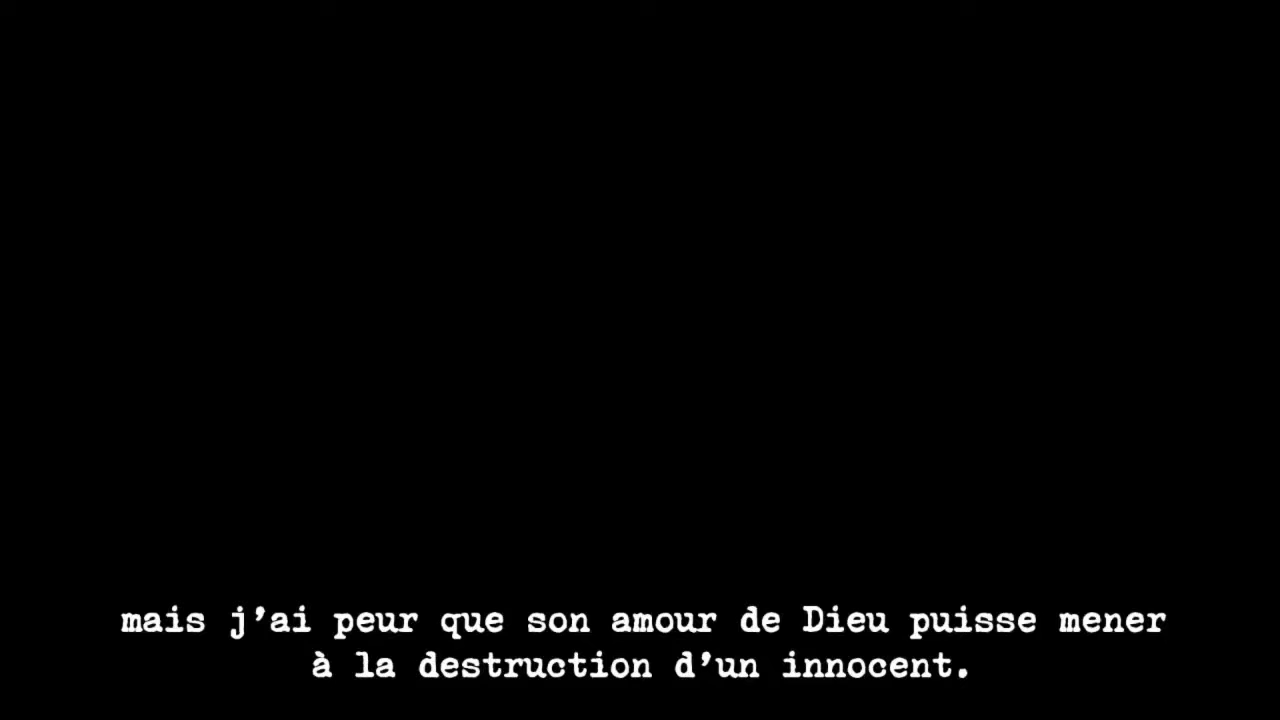 mais j’ai peur que son amour de Dieu puisse mener
à la destruction d’un innocent.